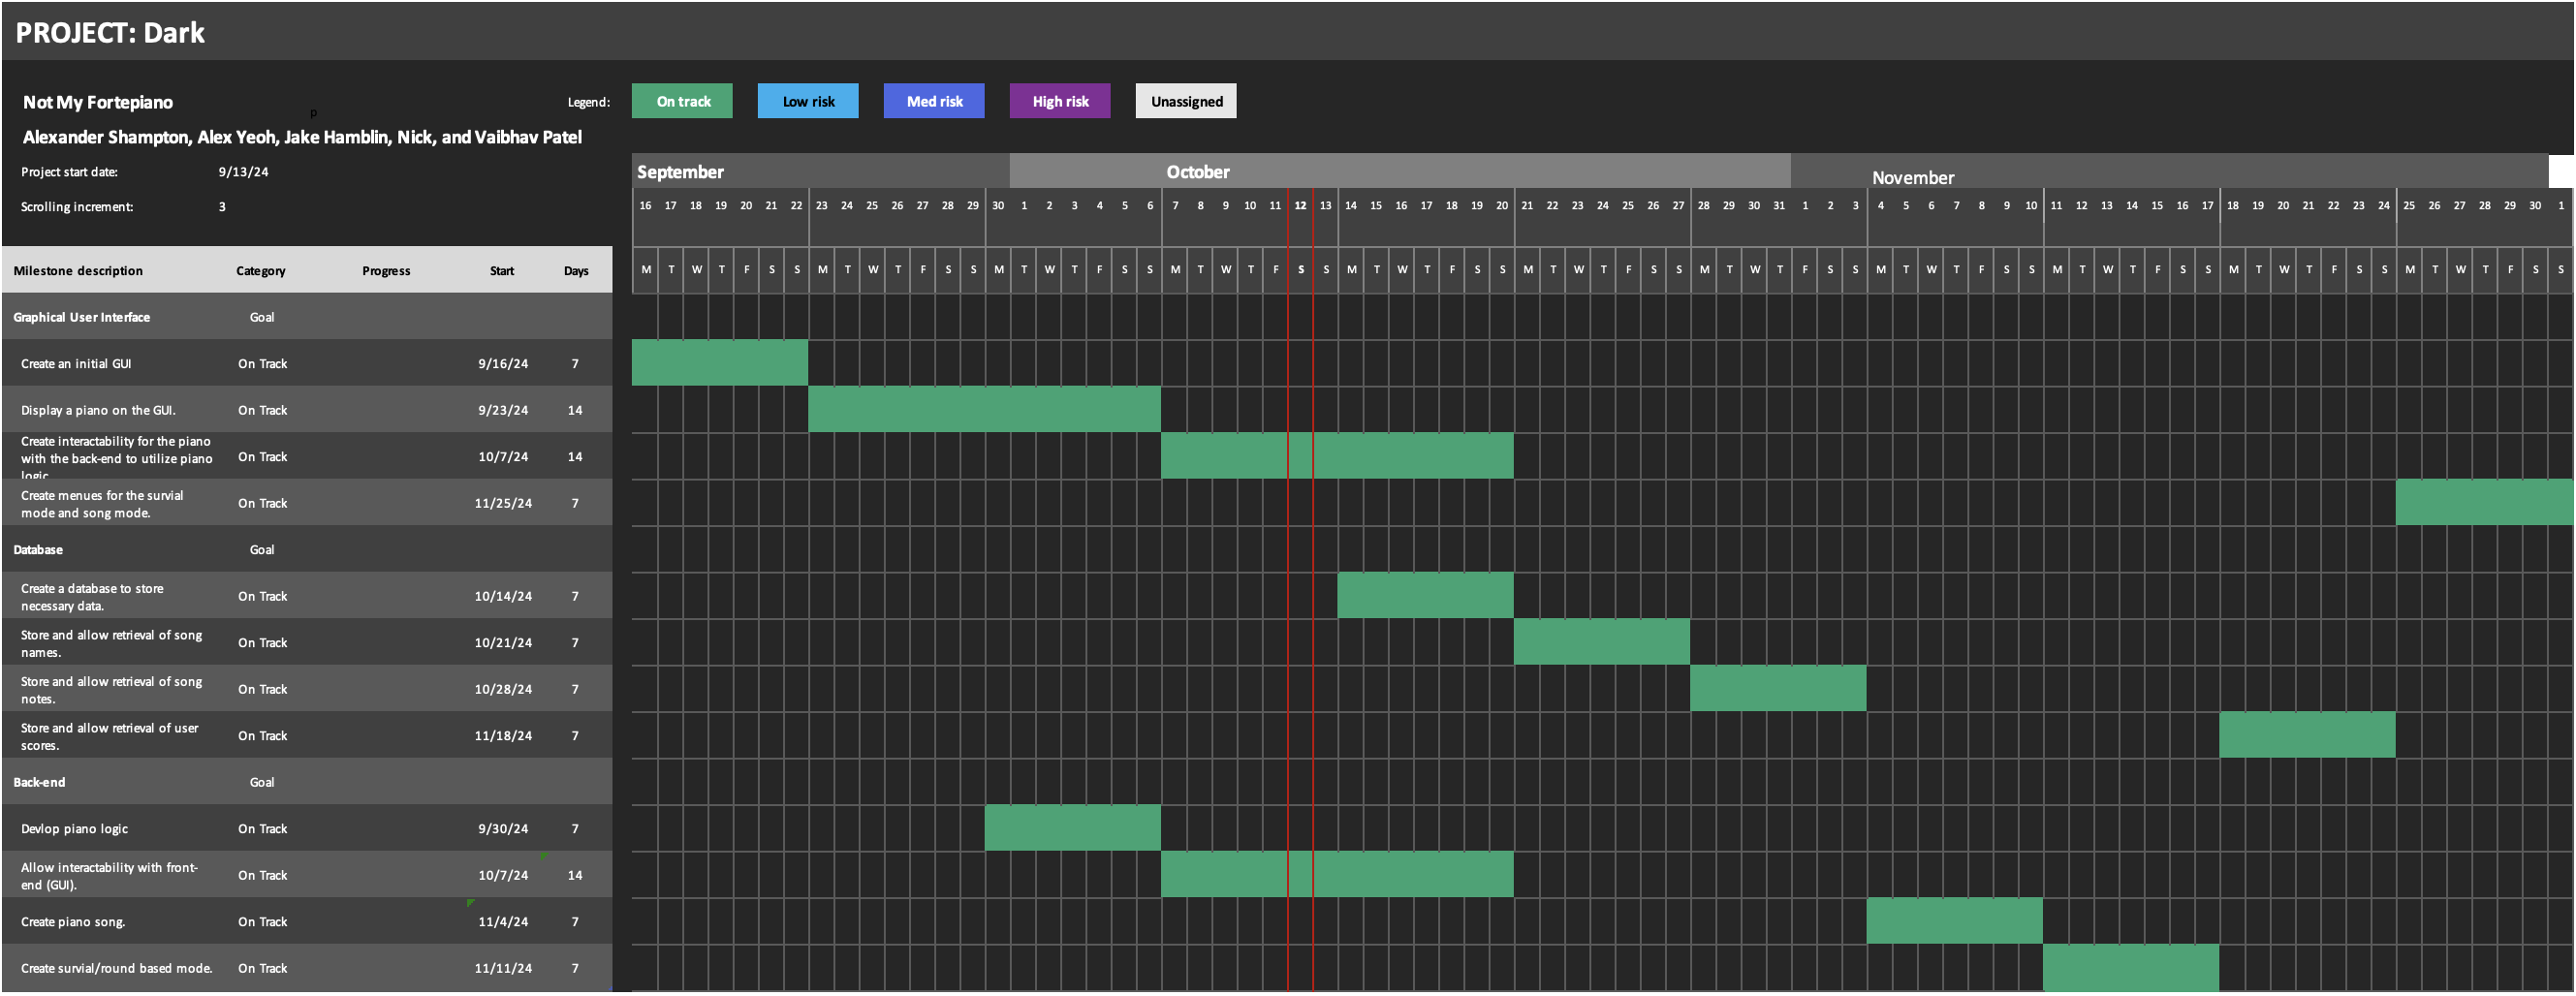 PROJECT: Dark
Not My Fortepiano
p
Legend:
On track
Low risk
Med risk
High risk
Unassigned
Alexander Shampton, Alex Yeoh, Jake Hamblin, Nick, and Vaibhav Patel
Project start date: 9/13/24
Scrolling increment: 3
September October November
16 17 18 19 20 21 22 23 24 25 26 27 28 29 30 1 2 3 4 5 6 7 8 9 10 11 12 13 14 15 16 17 18 19 20 21 22 23 24 25 26 27 28 29 30 31 1 2 3 4 5 6 7 8 9 10 11 12 13 14 15 16 17 18 19 20 21 22 23 24 25 26 27 28 29 30 1
Milestone description Category Progress Start Days
M T W T F S S M T W T F S S M T W T F S S M T W T F S S M T W T F S S M T W T F S S M T W T F S S M T W T F S S M T W T F S S M T W T F S S M T W T F S S
Graphical User Interface Goal
Create an initial GUI On Track 9/16/24 7
Display a piano on the GUI. On Track 9/23/24 14
Create interactability for the piano
with the back-end to utilize piano
logic
On Track 10/7/24 14
Create menues for the survial
mode and song mode.
On Track 11/25/24 7
Database Goal
Create a database to store
necessary data.
On Track 10/14/24 7
Store and allow retrieval of song
names.
On Track 10/21/24 7
Store and allow retrieval of song
notes.
On Track 10/28/24 7
Store and allow retrieval of user
scores.
On Track 11/18/24 7
Back-end Goal
Devlop piano logic On Track 9/30/24 7
Allow interactability with front-
end (GUI).
On Track 10/7/24 14
Create piano song. On Track 11/4/24 7
Create survial/round based mode. On Track 11/11/24 7